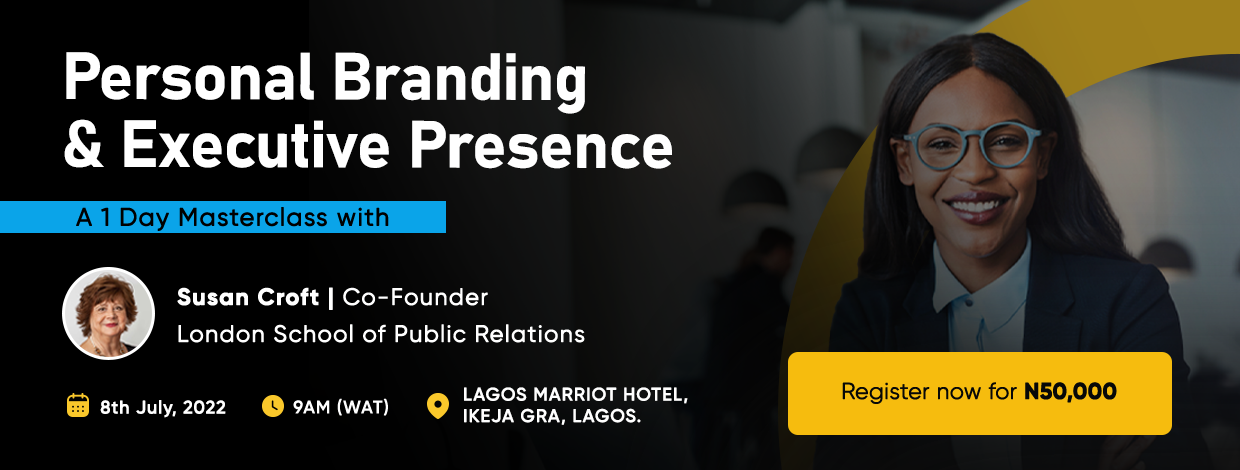 Personal Branding
& Executive Presence
A 1 Day Masterclass with
Susan Croft | Co-Founder
London School of Public Relations
8th July, 2022
9AM (WAT)
LAGOS MARRIOT HOTEL,
IKEJA GRA, LAGOS.
Register now for N50,000